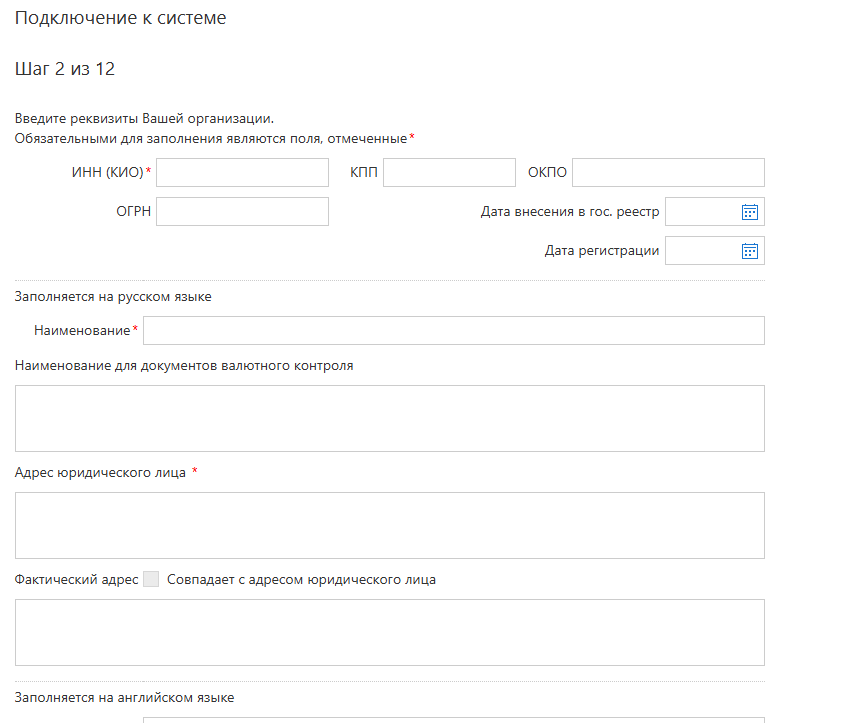 Подключение к системе
Шаг 2 из 12
Введите реквизиты Вашей организации.
Обязательными для заполнения являются поля, отмеченные*
ИНН (КИО)* КПП ОКПО
ОГРН Дата внесения в гос. реестр
Дата регистрации
Заполняется на русском языке
Наименование*
Наименование для документов валютного контроля
Адрес юридического лица *
Фактический адрес Совпадает с адресом юридического лица
Заполняется на английском языке